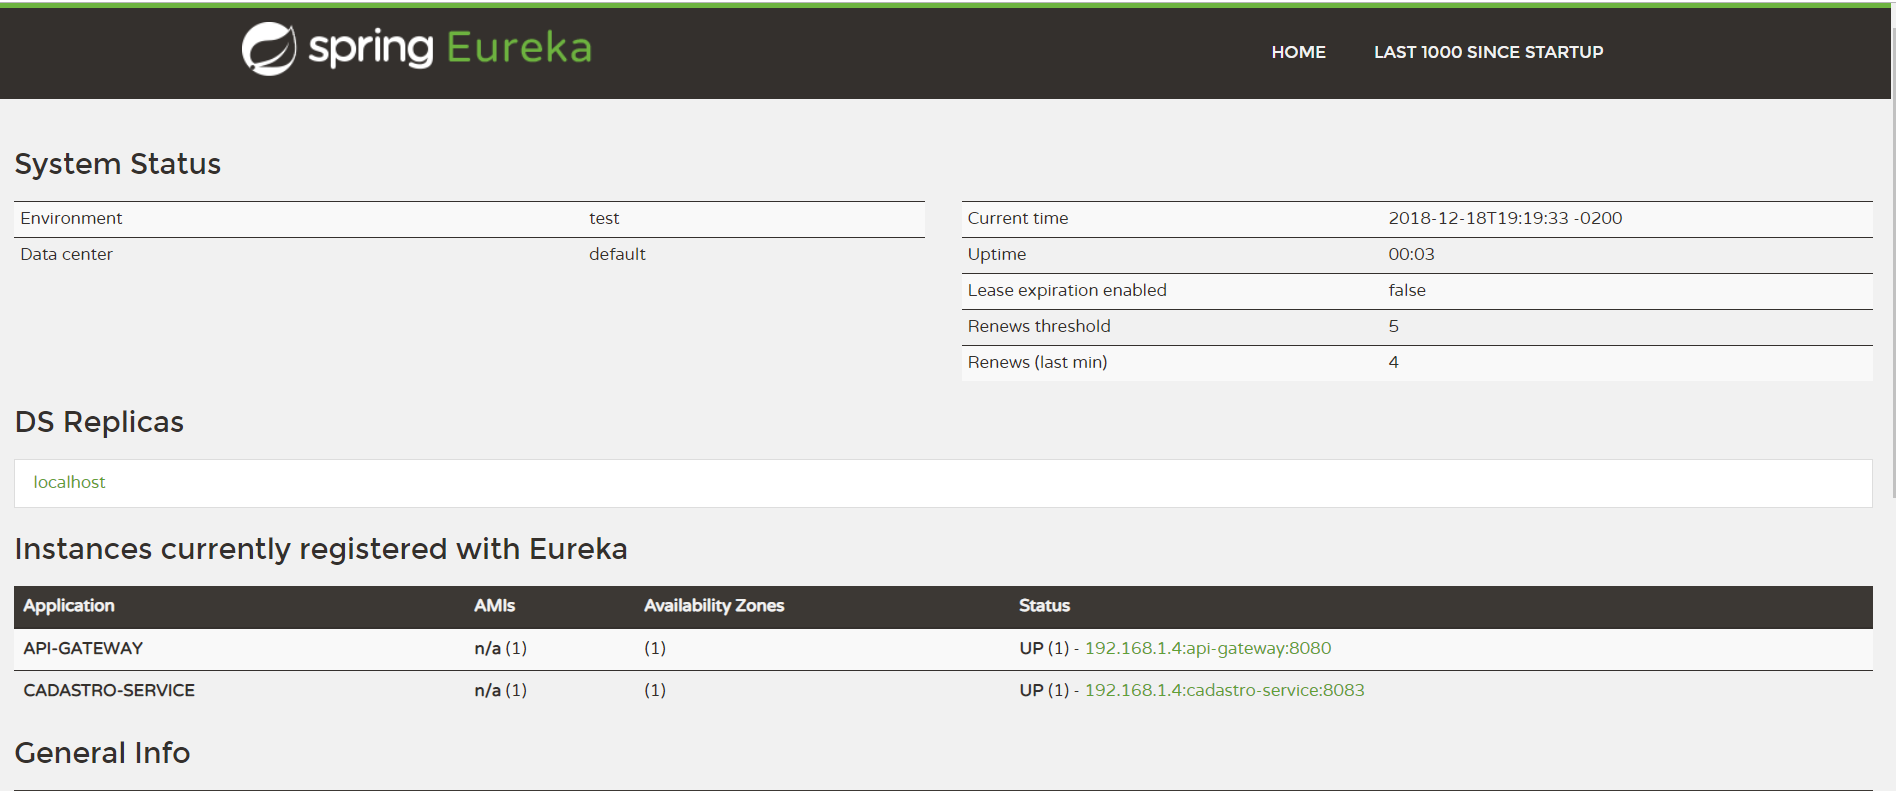 spring Eureka
HOME LAST 1000 SINCE STARTUP
System Status
Environment test
Data center default
Current time 2018-12-18T19:19:33 -0200
Uptime 00:03
Lease expiration enabled false
Renews threshold 5
Renews (last min) 4
DS Replicas
localhost
Instances currently registered with Eureka
Application AMIs Availability Zones Status
API-GATEWAY n/a (1) (1) UP (1) - 192.168.1.4:api-gateway:8080
CADASTRO-SERVICE n/a (1) (1) UP (1) - 192.168.1.4:cadastro-service:8083
General Info